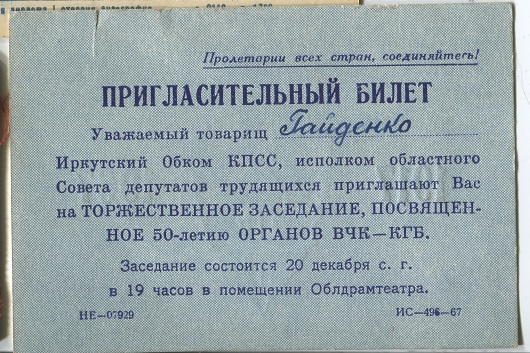 Пролетарии всех стран, соединяйтесь!
ПРИГЛАСИТЕЛЬНЫЙ БИЛЕТ
Уважаемый товарищ Гайденко
Иркутский Обком КПСС, исполком областного
Совета депутатов трудящихся приглашают Вас
на ТОРЖЕСТВЕННОЕ ЗАСЕДАНИЕ, ПОСВЯЩЕН-
НОЕ 50-летию ОРГАНОВ ВЧК—КГБ.
Заседание состоится 20 декабря с. г.
в 19 часов в помещении Облдрамтеатра.
НЕ—07929 ИС—496—67